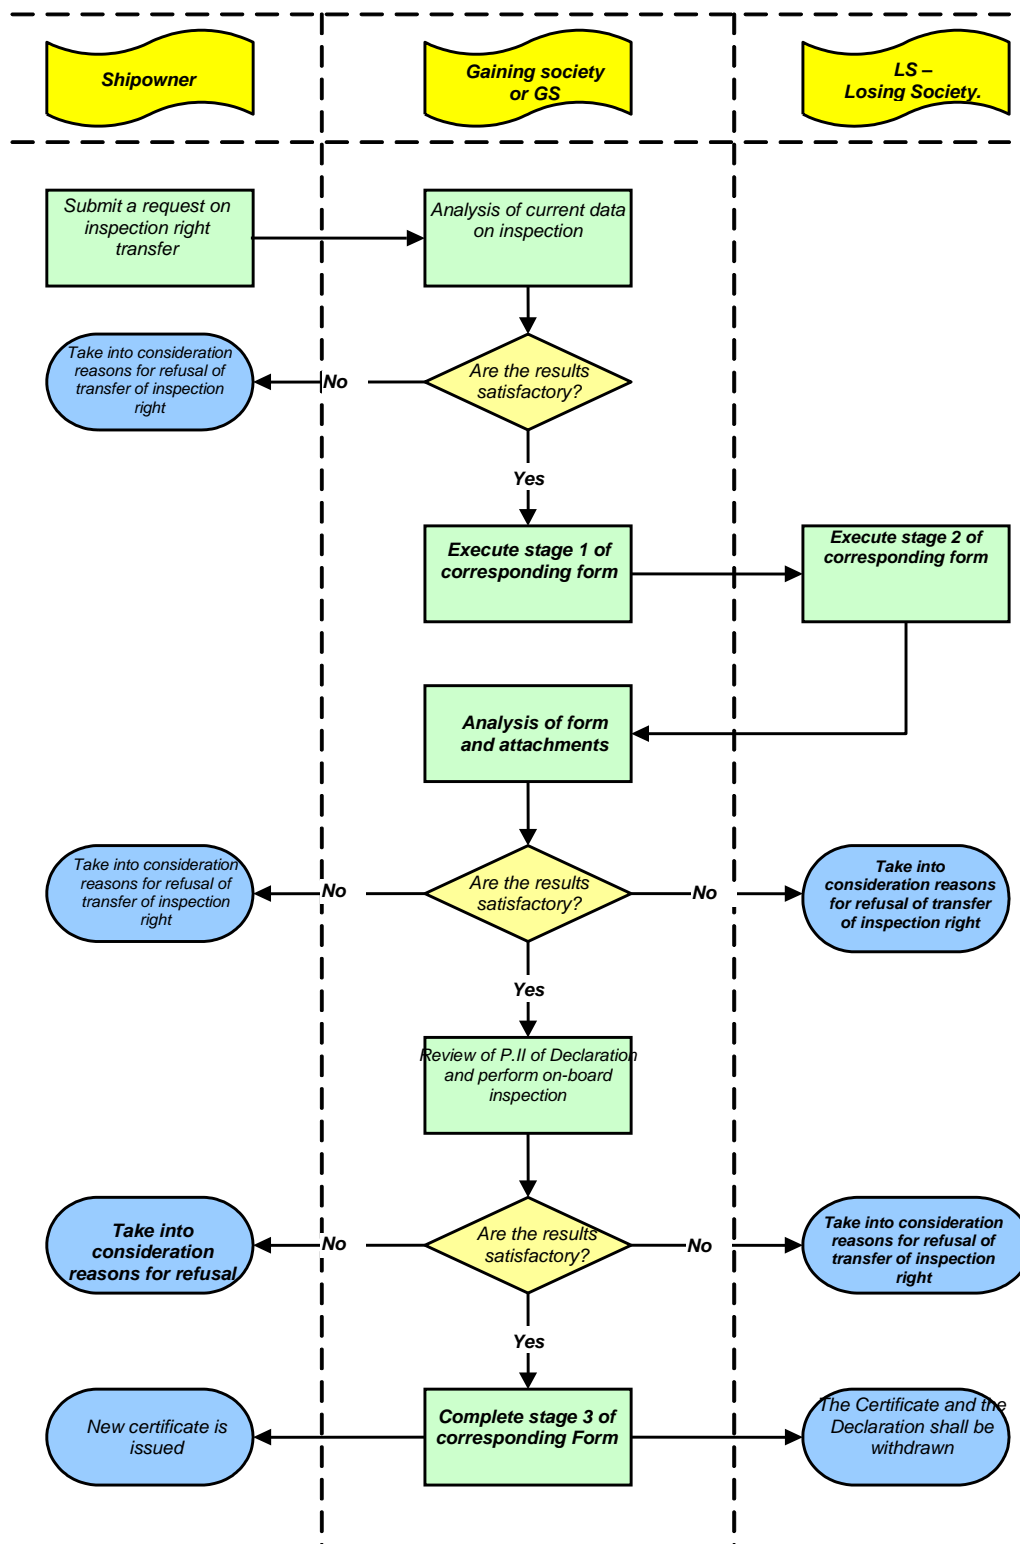 Shipowner
Gaining society
or GS
LS –
Losing Society.
Submit a request on
inspection right
transfer
Analysis of current data
on inspection
Take into consideration
reasons for refusal of
transfer of inspection
right
No
Are the results
satisfactory?
Yes
Execute stage 1 of
corresponding form
Execute stage 2 of
corresponding form
Analysis of form
and attachments
Take into consideration
reasons for refusal of
transfer of inspection
right
No
Are the results
satisfactory?
No
Take into
consideration reasons
for refusal of transfer
of inspection right
Yes
Review of P.II of Declaration
and perform on-board
inspection
Take into
consideration
reasons for refusal
No
Are the results
satisfactory?
No
Take into consideration
reasons for refusal of
transfer of inspection
right
Yes
New certificate is
issued
Complete stage 3 of
corresponding Form
The Certificate and the
Declaration shall be
withdrawn